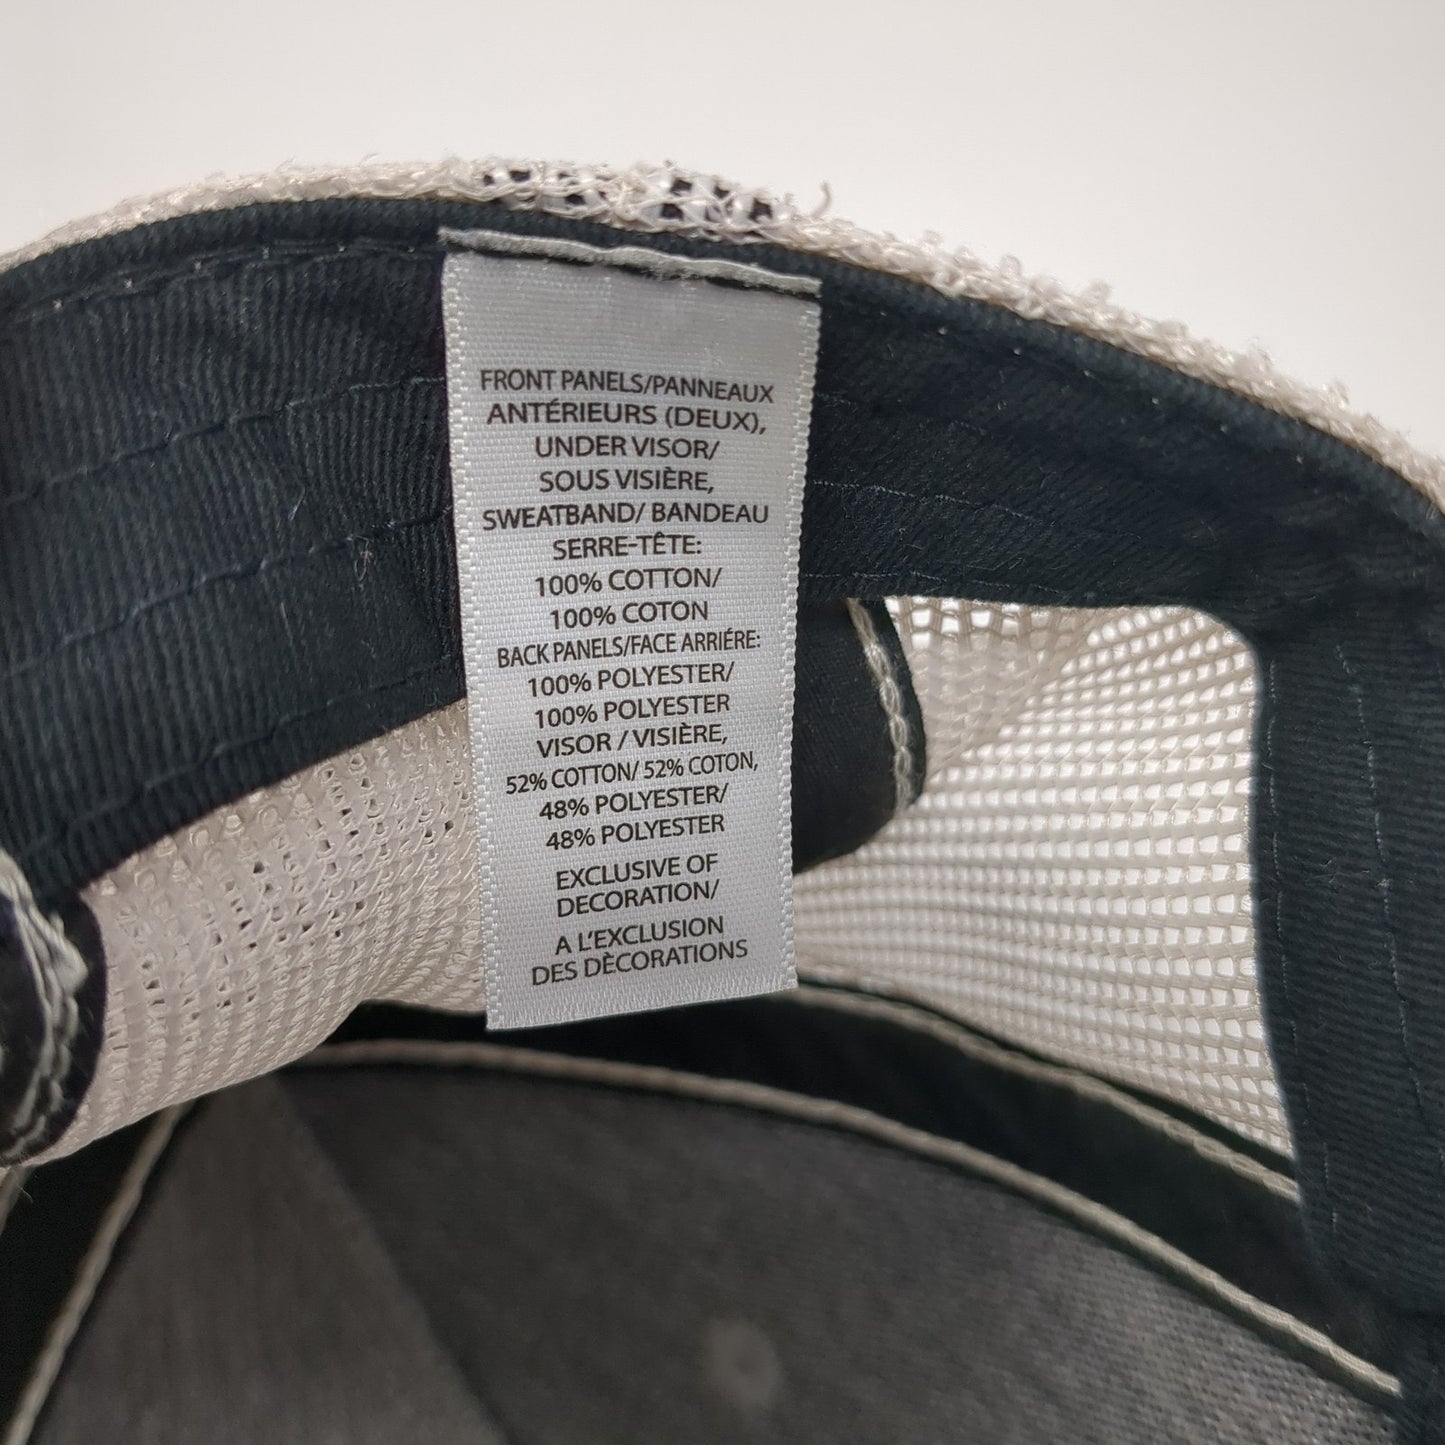 FRONT PANELS/PANNEAUX
ANTÉRIEURS (DEUX),
UNDER VISOR/
SOUS VISIÈRE,
SWEATBAND/ BANDEAU
SERRE-TÊTE:
100% COTTON/
100% COTON
BACK PANELS/FACE ARRIÉRE:
100% POLYESTER/
100% POLYESTER
VISOR / VISIÈRE,
52% COTTON/ 52% COTON,
48% POLYESTER/
48% POLYESTER
EXCLUSIVE OF
DECORATION/
A L'EXCLUSION
DES DÈCORATIONS